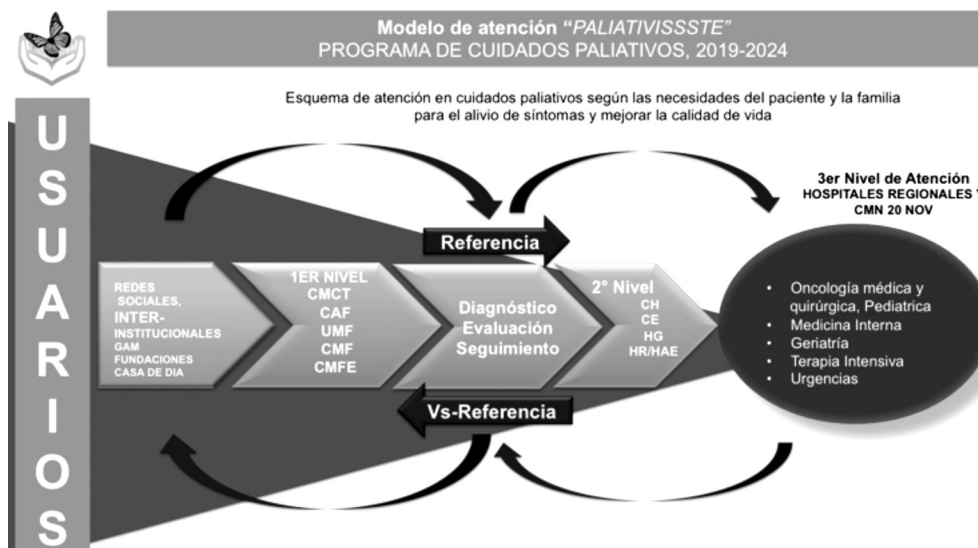 Modelo de atención “PALIATIVISSSTE”
PROGRAMA DE CUIDADOS PALIATIVOS, 2019-2024
Esquema de atención en cuidados paliativos según las necesidades del paciente y la familia
para el alivio de síntomas y mejorar la calidad de vida
USUARIOS
Referencia
REDES
SOCIALES,
INTER-
INSTITUCIONALES
GAM
FUNDACIONES
CASA DE DIA
1ER NIVEL
CMCT
CAF
UMF
CMF
CMFE
Diagnóstico
Evaluación
Seguimiento
2° Nivel
CH
CE
HG
HR/HAE
Vs-Referencia
3er Nivel de Atención
HOSPITALES REGIONALES
CMN 20 NOV
• Oncología médica y
quirúrgica, Pediatrica
• Medicina Interna
• Geriatría
• Terapia Intensiva
• Urgencias